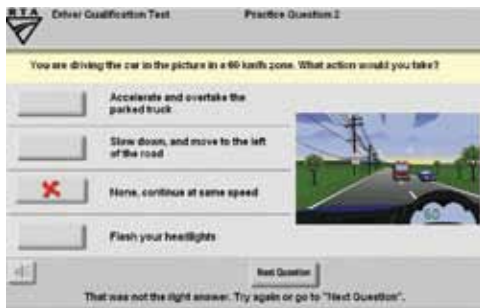 RTA
Driver Qualification Test
Practice Question 2
You are driving the car in the picture in a 60 km/h zone. What action would you take?
Accelerate and overtake the
parked truck
Slow down, and move to the left
of the road
None, continue at same speed
Flash your headlights
60
Next Question
That was not the right answer. Try again or go to "Next Question".